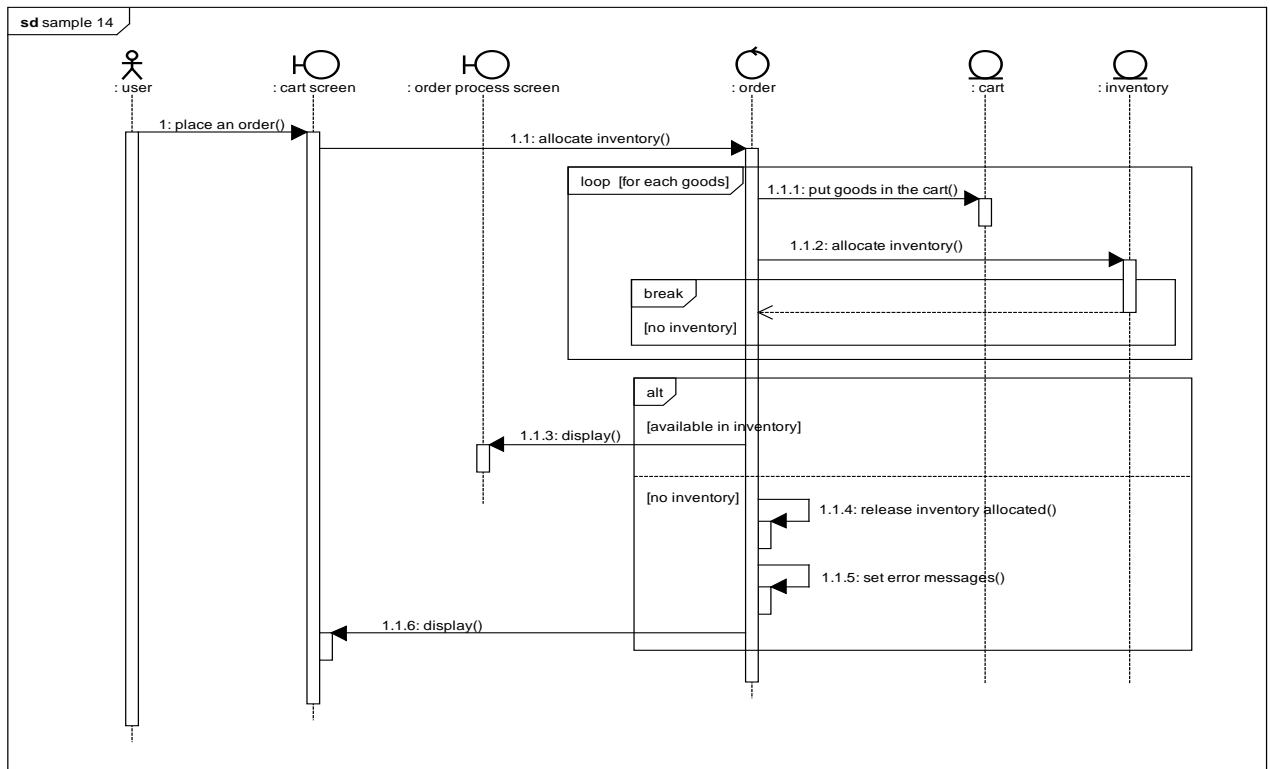 sd sample 14
: user
: cart screen
: order process screen
: order
: cart
: inventory
1: place an order()
1.1: allocate inventory()
loop [for each goods]
1.1.1: put goods in the cart()
1.1.2: allocate inventory()
break
[no inventory]
alt
[available in inventory]
1.1.3: display()
[no inventory]
1.1.4: release inventory allocated()
1.1.5: set error messages()
1.1.6: display()